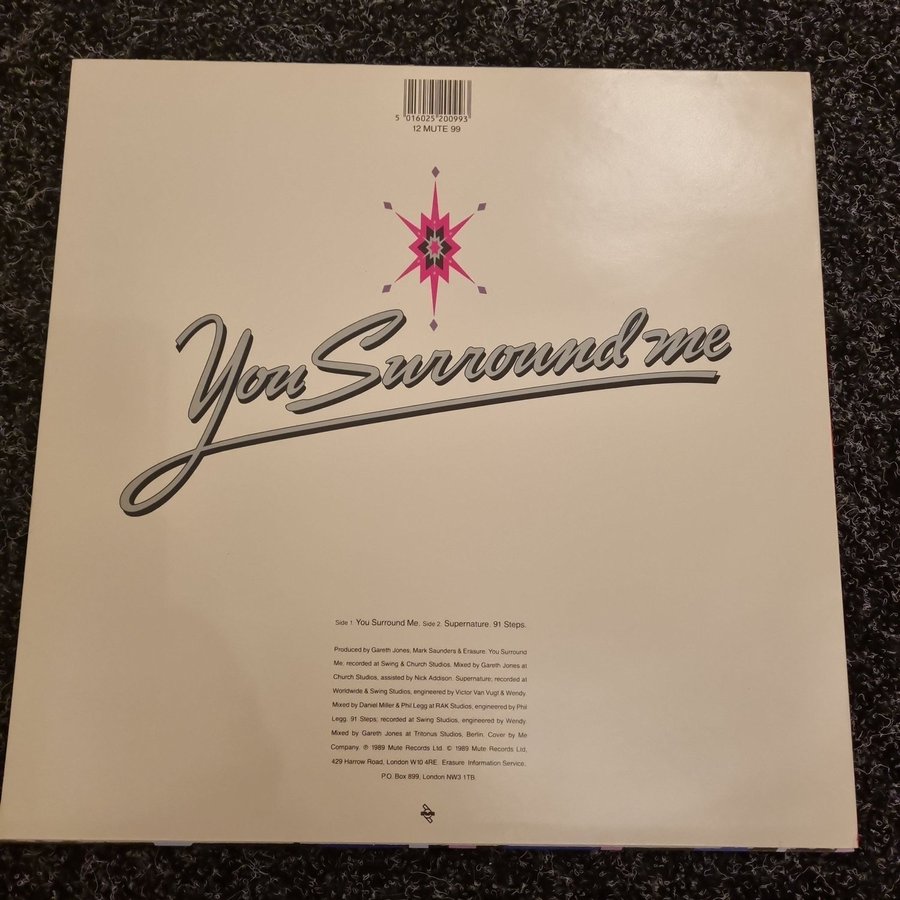 5 016025 200993
12 MUTE 99
You Surround me
Side 1. You Surround Me. Side 2. Supernature. 91 Steps.
Produced by Gareth Jones, Mark Saunders & Erasure. You Surround
Me, recorded at Swing & Church Studios. Mixed by Gareth Jones at
Church Studios, assisted by Nick Addison. Supernature; recorded at
Worldwide & Swing Studios, engineered by Victor Van Vugt & Wendy.
Mixed by Daniel Miller & Phil Legg at RAK Studios, engineered by Phil
Legg. 91 Steps; recorded at Swing Studios, engineered by Wendy.
Mixed by Gareth Jones at Tritonus Studios, Berlin. Cover by Me
Company. ℗ 1989 Mute Records Ltd. © 1989 Mute Records Ltd,
429 Harrow Road, London W10 4RE. Erasure Information Service,
P.O. Box 899, London NW3 1TB.